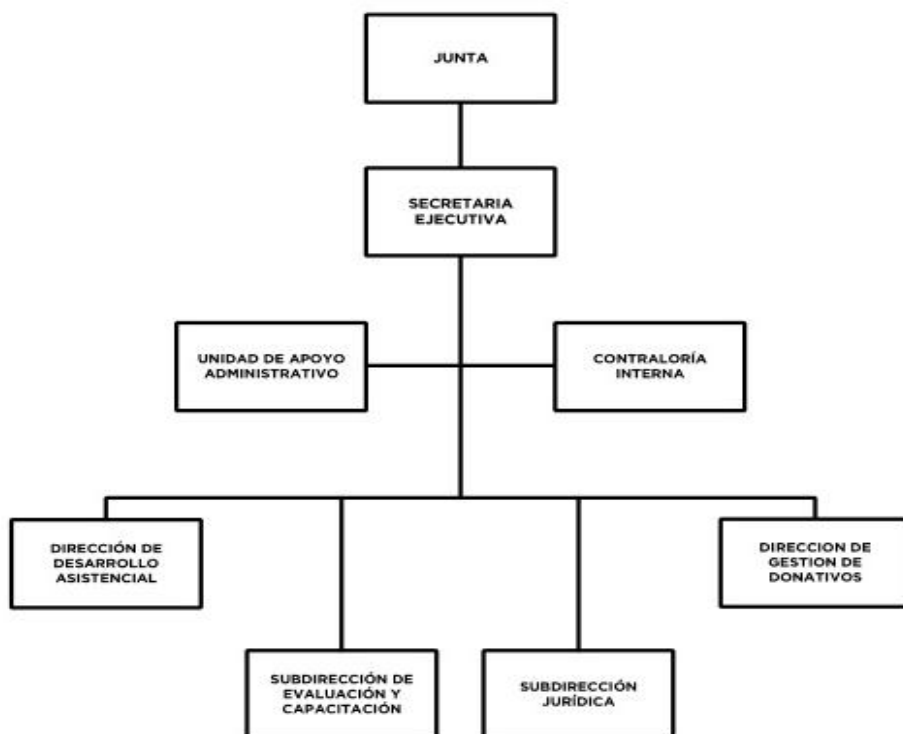 JUNTA
SECRETARIA
EJECUTIVA
UNIDAD DE APOYO
ADMINISTRATIVO
CONTRALORÍA
INTERNA
DIRECCIÓN DE
DESARROLLO
ASISTENCIAL
DIRECCION DE
GESTION DE
DONATIVOS
SUBDIRECCIÓN DE
EVALUACIÓN Y
CAPACITACIÓN
SUBDIRECCIÓN
JURÍDICA